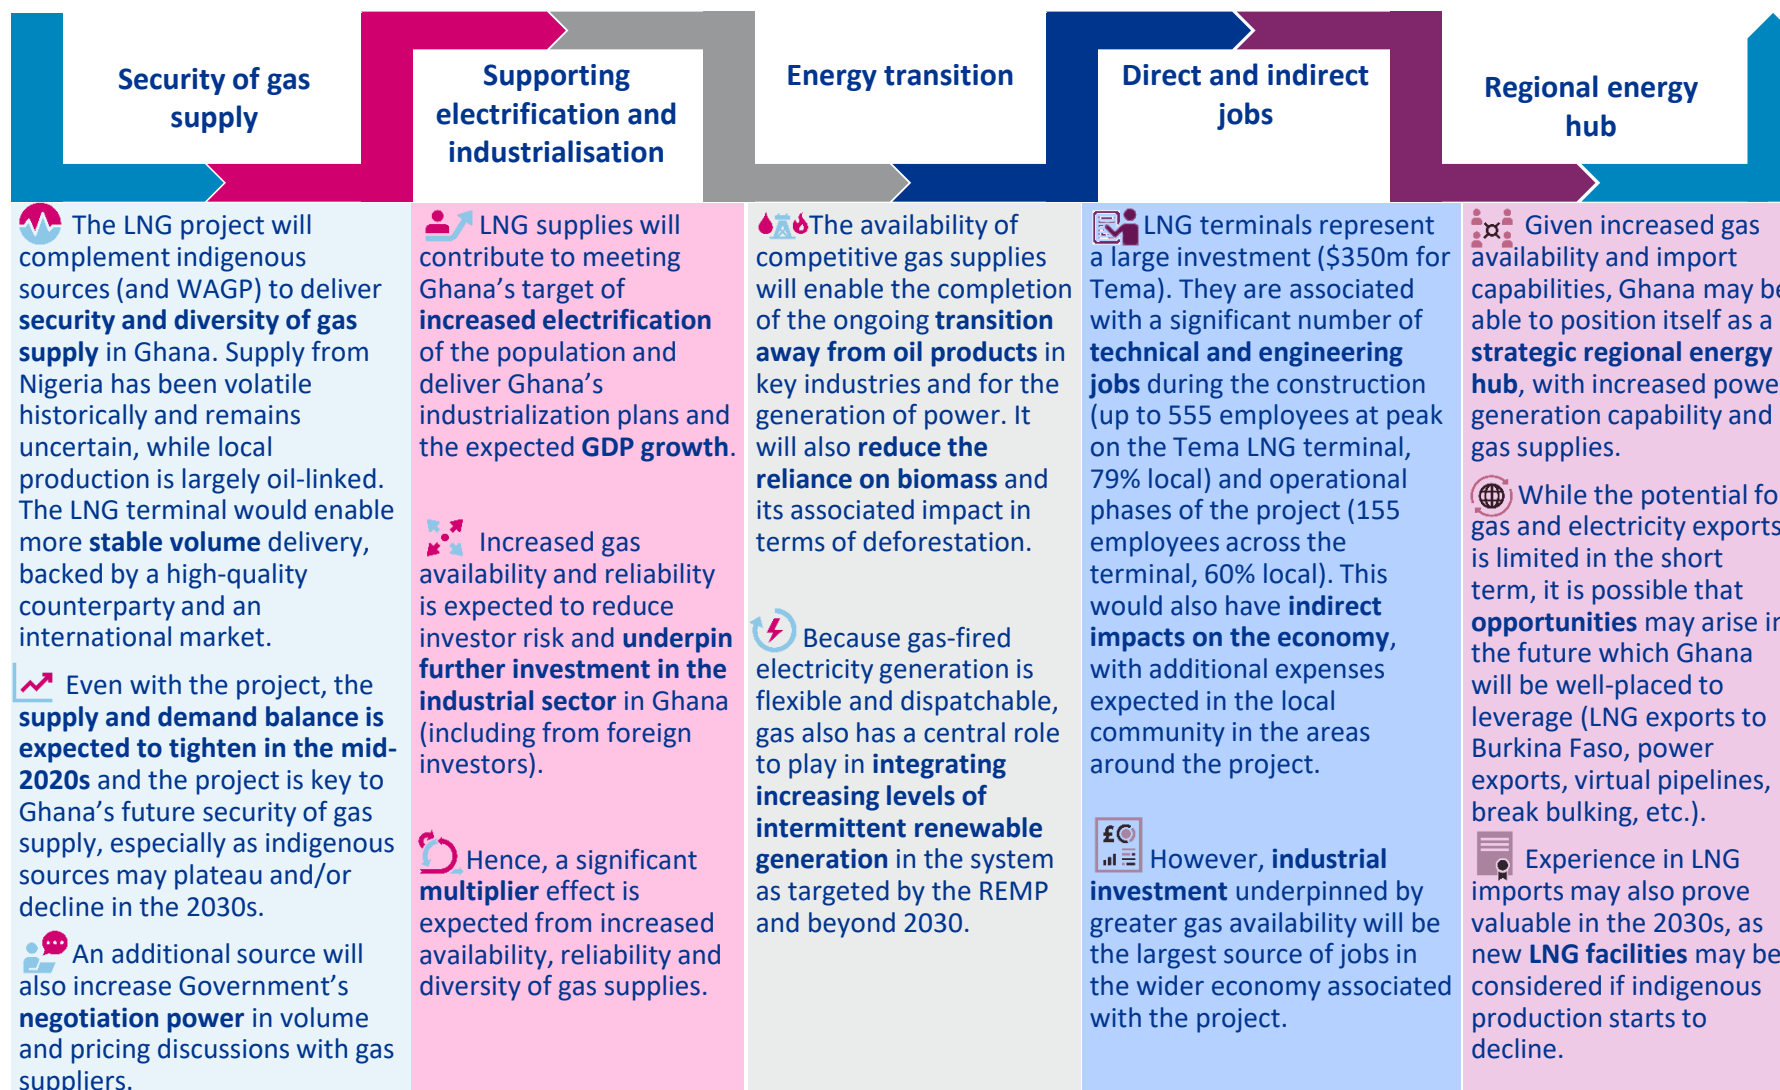 Security of gas
supply
The LNG project will
complement indigenous
sources (and WAGP) to deliver
security and diversity of gas
supply in Ghana. Supply from
Nigeria has been volatile
historically and remains
uncertain, while local
production is largely oil-linked.
The LNG terminal would enable
more stable volume delivery,
backed by a high-quality
counterparty and an
international market.
Even with the project, the
supply and demand balance is
expected to tighten in the mid-
2020s and the project is key to
Ghana's future security of gas
supply, especially as indigenous
sources may plateau and/or
decline in the 2030s.
An additional source will
also increase Government's
negotiation power in volume
and pricing discussions with gas
suppliers.
Supporting
electrification and
industrialisation
LNG supplies will
contribute to meeting
Ghana's target of
increased electrification
of the population and
deliver Ghana's
industrialization plans and
the expected GDP growth.
Increased gas
availability and reliability
is expected to reduce
investor risk and underpin
further investment in the
industrial sector in Ghana
(including from foreign
investors).
Hence, a significant
multiplier effect is
expected from increased
availability, reliability and
diversity of gas supplies.
Energy transition
The availability of
competitive gas supplies
will enable the completion
of the ongoing transition
away from oil products in
key industries and for the
generation of power. It
will also reduce the
reliance on biomass and
its associated impact in
terms of deforestation.
Because gas-fired
electricity generation is
flexible and dispatchable,
gas also has a central role
to play in integrating
increasing levels of
intermittent renewable
generation in the system
as targeted by the REMP
and beyond 2030.
Direct and indirect
jobs
LNG terminals represent
a large investment ($350m for
Tema). They are associated
with a significant number of
technical and engineering
jobs during the construction
(up to 555 employees at peak
on the Tema LNG terminal,
79% local) and operational
phases of the project (155
employees across the
terminal, 60% local). This
would also have indirect
impacts on the economy,
with additional expenses
expected in the local
community in the areas
around the project.
£
However, industrial
investment underpinned by
greater gas availability will be
the largest source of jobs in
the wider economy associated
with the project.
Regional energy
hub
Given increased gas
availability and import
capabilities, Ghana may be
able to position itself as a
strategic regional energy
hub, with increased powe
generation capability and
gas supplies.
While the potential fo
gas and electricity exports
is limited in the short
term, it is possible that
opportunities may arise in
the future which Ghana
will be well-placed to
leverage (LNG exports to
Burkina Faso, power
exports, virtual pipelines,
break bulking, etc.).
Experience in LNG
imports may also prove
valuable in the 2030s, as
new LNG facilities may be
considered if indigenous
production starts to
decline.